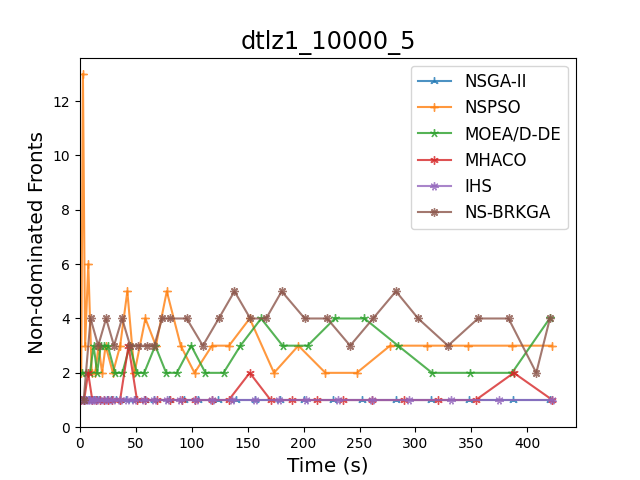 dtlz1_10000_5
NSGA-II
NSPSO
MOEA/D-DE
MHACO
IHS
NS-BRKGA
Non-dominated Fronts
12
10
8
6
4
2
0
0 50 100 150 200 250 300 350 400
Time (s)